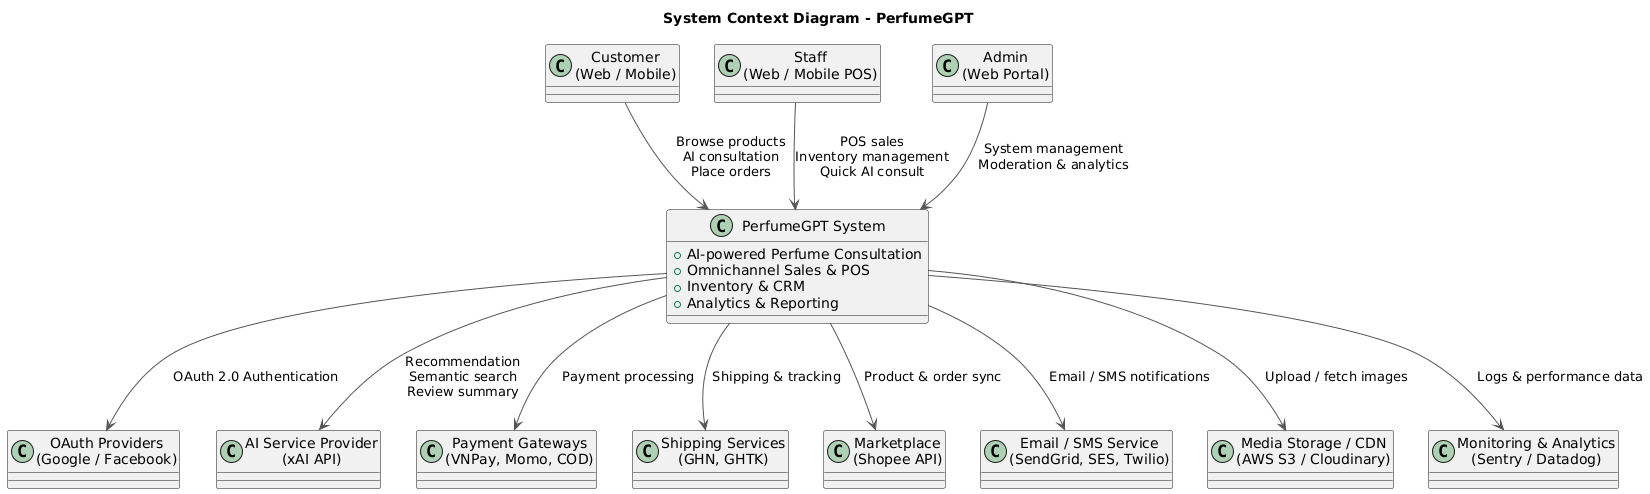 System Context Diagram - PerfumeGPT
C
Customer
(Web / Mobile)
C
Staff
(Web / Mobile POS)
C
Admin
(Web Portal)
Browse products
AI consultation
Place orders
POS sales
Inventory management
Quick AI consult
System management
Moderation & analytics
C
PerfumeGPT System
AI-powered Perfume Consultation
Omnichannel Sales & POS
Inventory & CRM
Analytics & Reporting
OAuth 2.0 Authentication
Recommendation
Semantic search
Review summary
Payment processing
Shipping & tracking
Product & order sync
Email / SMS notifications
Upload / fetch images
Logs & performance data
C
OAuth Providers
(Google / Facebook)
C
AI Service Provider
(xAI API)
C
Payment Gateways
(VNPay, Momo, COD)
C
Shipping Services
(GHN, GHTK)
C
Marketplace
(Shopee API)
C
Email / SMS Service
(SendGrid, SES, Twilio)
C
Media Storage / CDN
(AWS S3 / Cloudinary)
C
Monitoring & Analytics
(Sentry / Datadog)